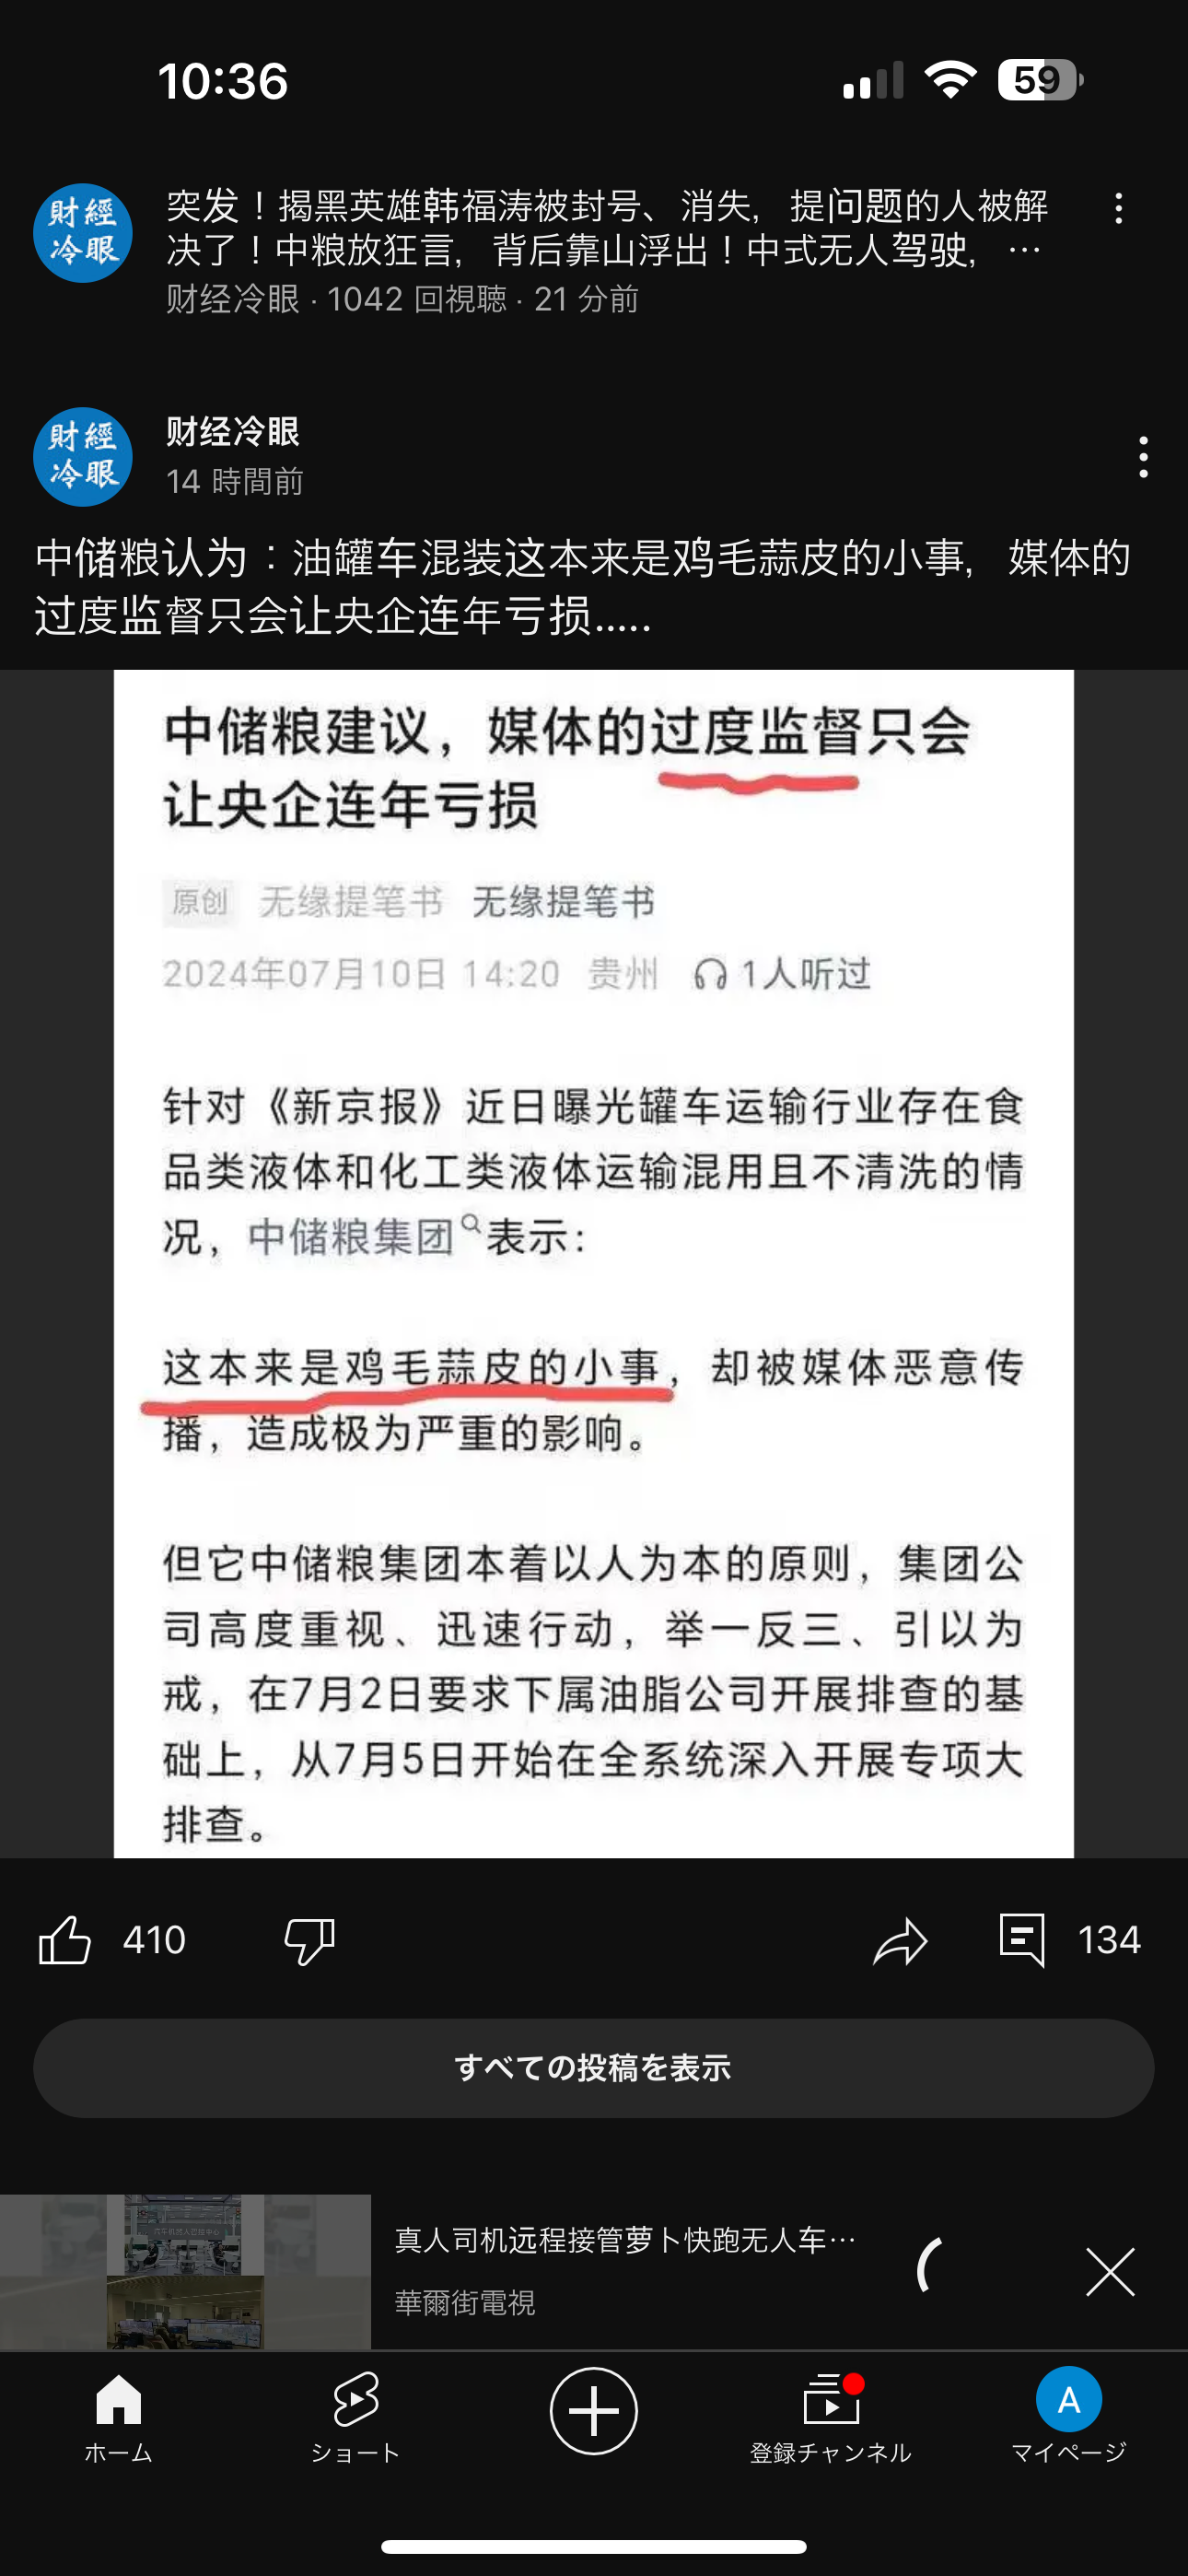 10:36
59
財經
冷眼
突发！揭黑英雄韩福涛被封号、消失，提问题的人被解
决了！中粮放狂言，背后靠山浮出！中式无人驾驶，…
财经冷眼 · 1042 回視聴 · 21 分前
財經
冷眼
财经冷眼
14 時間前
中储粮认为：油罐车混装这本来是鸡毛蒜皮的小事，媒体的
过度监督只会让央企连年亏损.....
中储粮建议，媒体的过度监督只会
让央企连年亏损
原创 无缘提笔书 无缘提笔书
2024年07月10日 14:20 贵州 1人听过
针对《新京报》近日曝光罐车运输行业存在食
品类液体和化工类液体运输混用且不清洗的情
况，中储粮集团表示：
这本来是鸡毛蒜皮的小事，却被媒体恶意传
播，造成极为严重的影响。
但它中储粮集团本着以人为本的原则，集团公
司高度重视、迅速行动，举一反三、引以为
戒，在7月2日要求下属油脂公司开展排查的基
础上，从7月5日开始在全系统深入开展专项大
排查。
410
134
すべての投稿を表示
真人司机远程接管萝卜快跑无人车…
華爾街電視
ホーム
ショート
登録チャンネル
A
マイページ